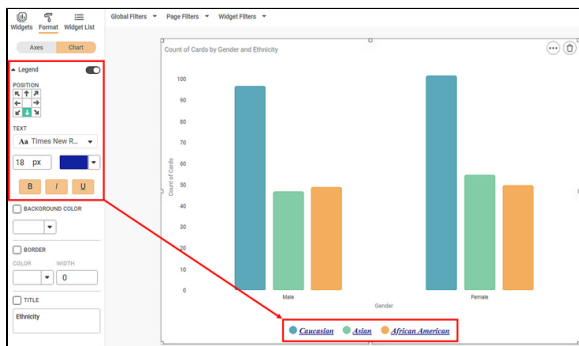 Widgets Format Widget List
Global Filters Page Filters Widget Filters
Axes Chart
Legend
POSITION
TEXT
Aa Times New R...
18 px
B I U
BACKGROUND COLOR
BORDER
COLOR WIDTH
0
TITLE
Ethnicity
Count of Cards by Gender and Ethnicity
Count of Cards
100
90
80
70
60
50
40
30
20
10
0
Male Female
Gender
Caucasian Asian African American